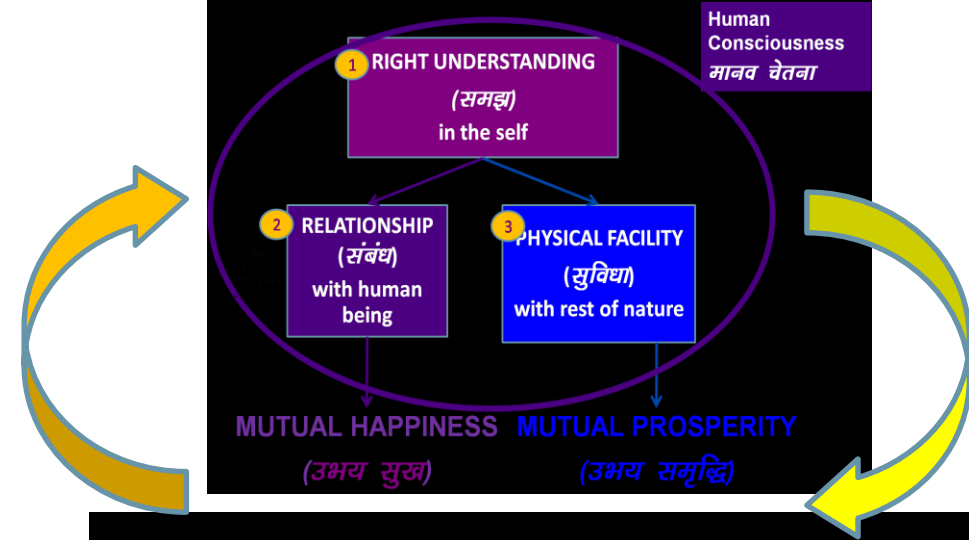 Human
Consciousness
मानव चेतना
1 RIGHT UNDERSTANDING
(समझ)
in the self
2 RELATIONSHIP
(संबंध)
with human
being
3 PHYSICAL FACILITY
(सुविधा)
with rest of nature
MUTUAL HAPPINESS MUTUAL PROSPERITY
(उभय सुख) (उभय समृद्धि)